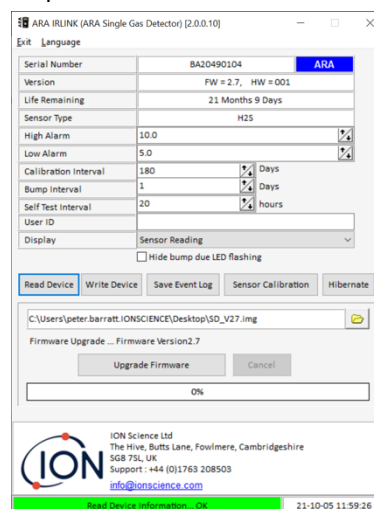 ARA IRLINK (ARA Single Gas Detector) [2.0.0.10]
Exit Language
Serial Number BA20490104 ARA
Version FW = 2.7, HW = 001
Life Remaining 21 Months 9 Days
Sensor Type H2S
High Alarm 10.0
Low Alarm 5.0
Calibration Interval 180 Days
Bump Interval 1 Days
Self Test Interval 20 hours
User ID
Display Sensor Reading
Hide bump due LED flashing
Read Device Write Device Save Event Log Sensor Calibration Hibernate
C:\Users\peter.barratt.IONSCIENCE\Desktop\SD_V27.img
Firmware Upgrade ... Firmware Version2.7
Upgrade Firmware Cancel
0%
ION
ION Science Ltd
The Hive, Butts Lane, Fowlmere, Cambridgeshire
SG8 7SL, UK
Support : +44 (0)1763 208503
info@ionscience.com
Read Device Information... OK 21-10-05 11:59:26